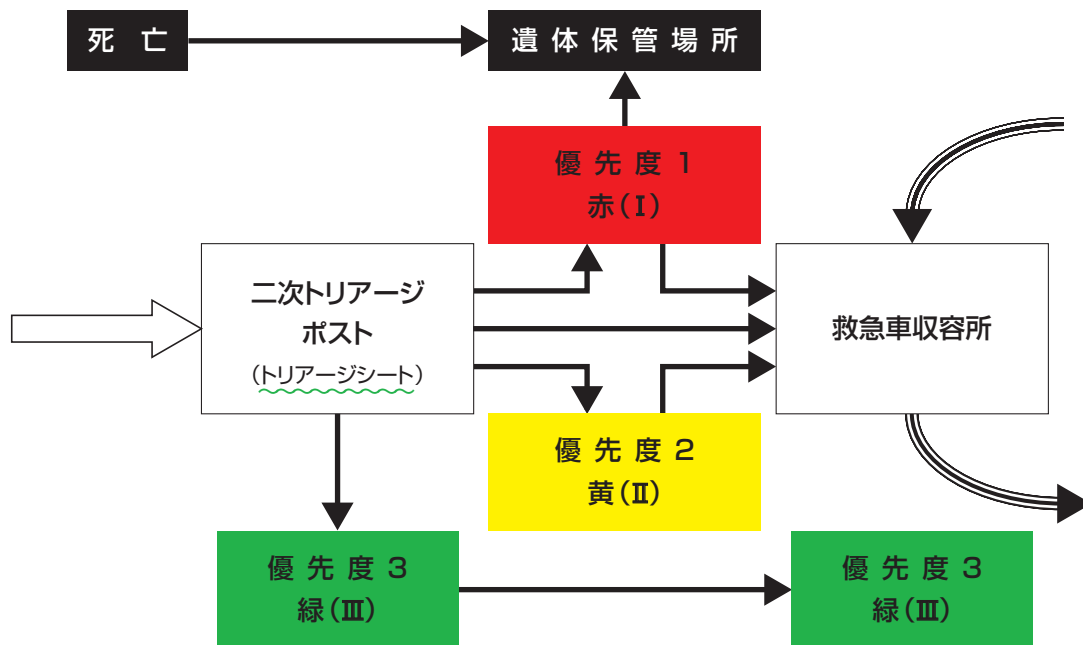 死亡
遺体保管場所
優先度1
赤(Ⅰ)
二次トリアージ
ポスト
(トリアージシート)
救急車収容所
優先度2
黄(Ⅱ)
優先度3
緑(Ⅲ)
優先度3
緑(Ⅲ)